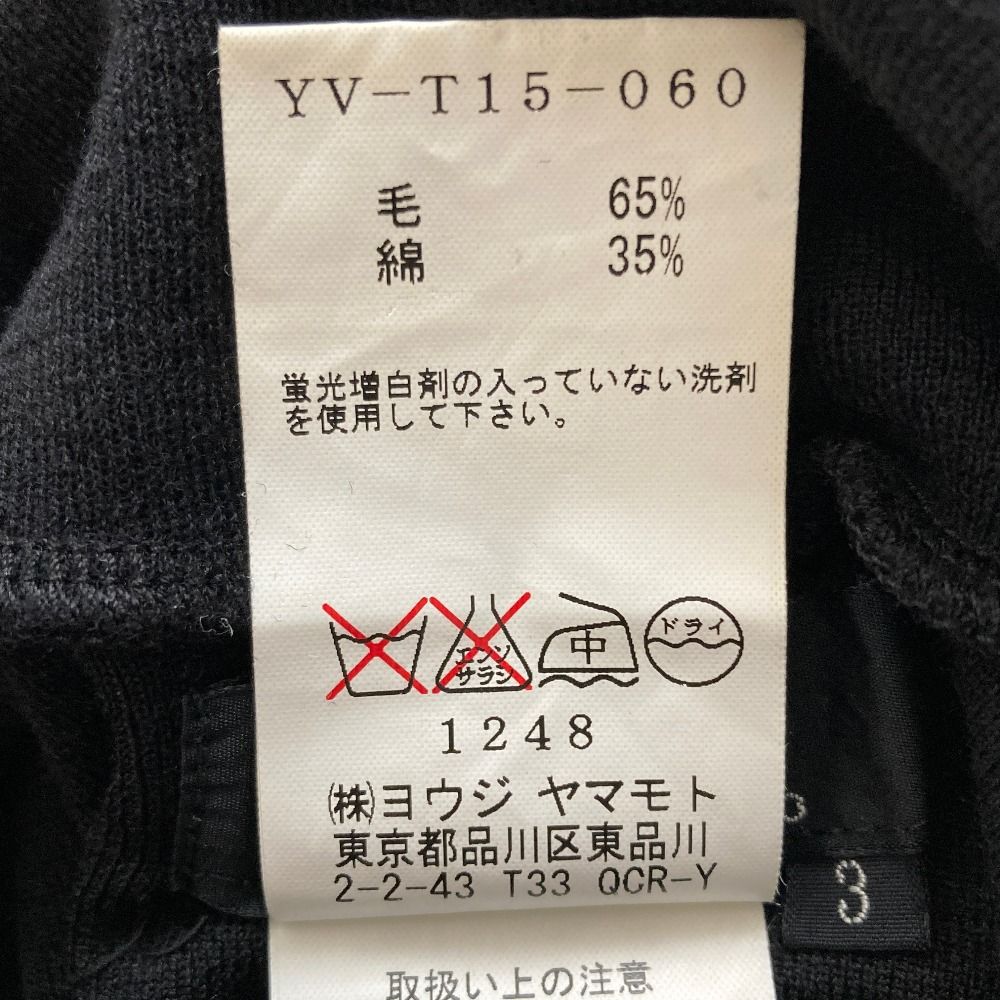 YV-T15-060
毛 65%
綿 35%
蛍光増白剤の入っていない洗剤
を使用して下さい。
エンソ
サラシ
中
ドライ
1248
㈱ヨウジ ヤマモト
東京都品川区東品川
2-2-43 T33 QCR-Y
3
取扱い上の注意